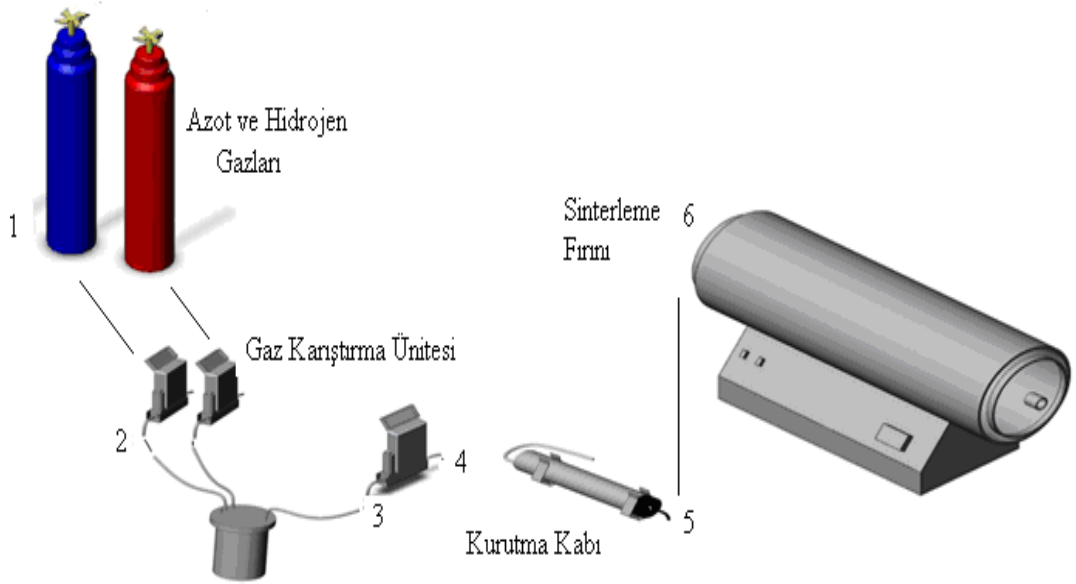 Azot ve Hidrojen
Gazları
1
Sinterleme
Fırını
6
Gaz Karıştırma Ünitesi
2
3
4
Kurutma Kabı
5